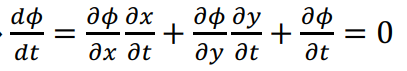 dϕ/dt = ∂ϕ/∂x ∂x/∂t + ∂ϕ/∂y ∂y/∂t + ∂ϕ/∂t = 0